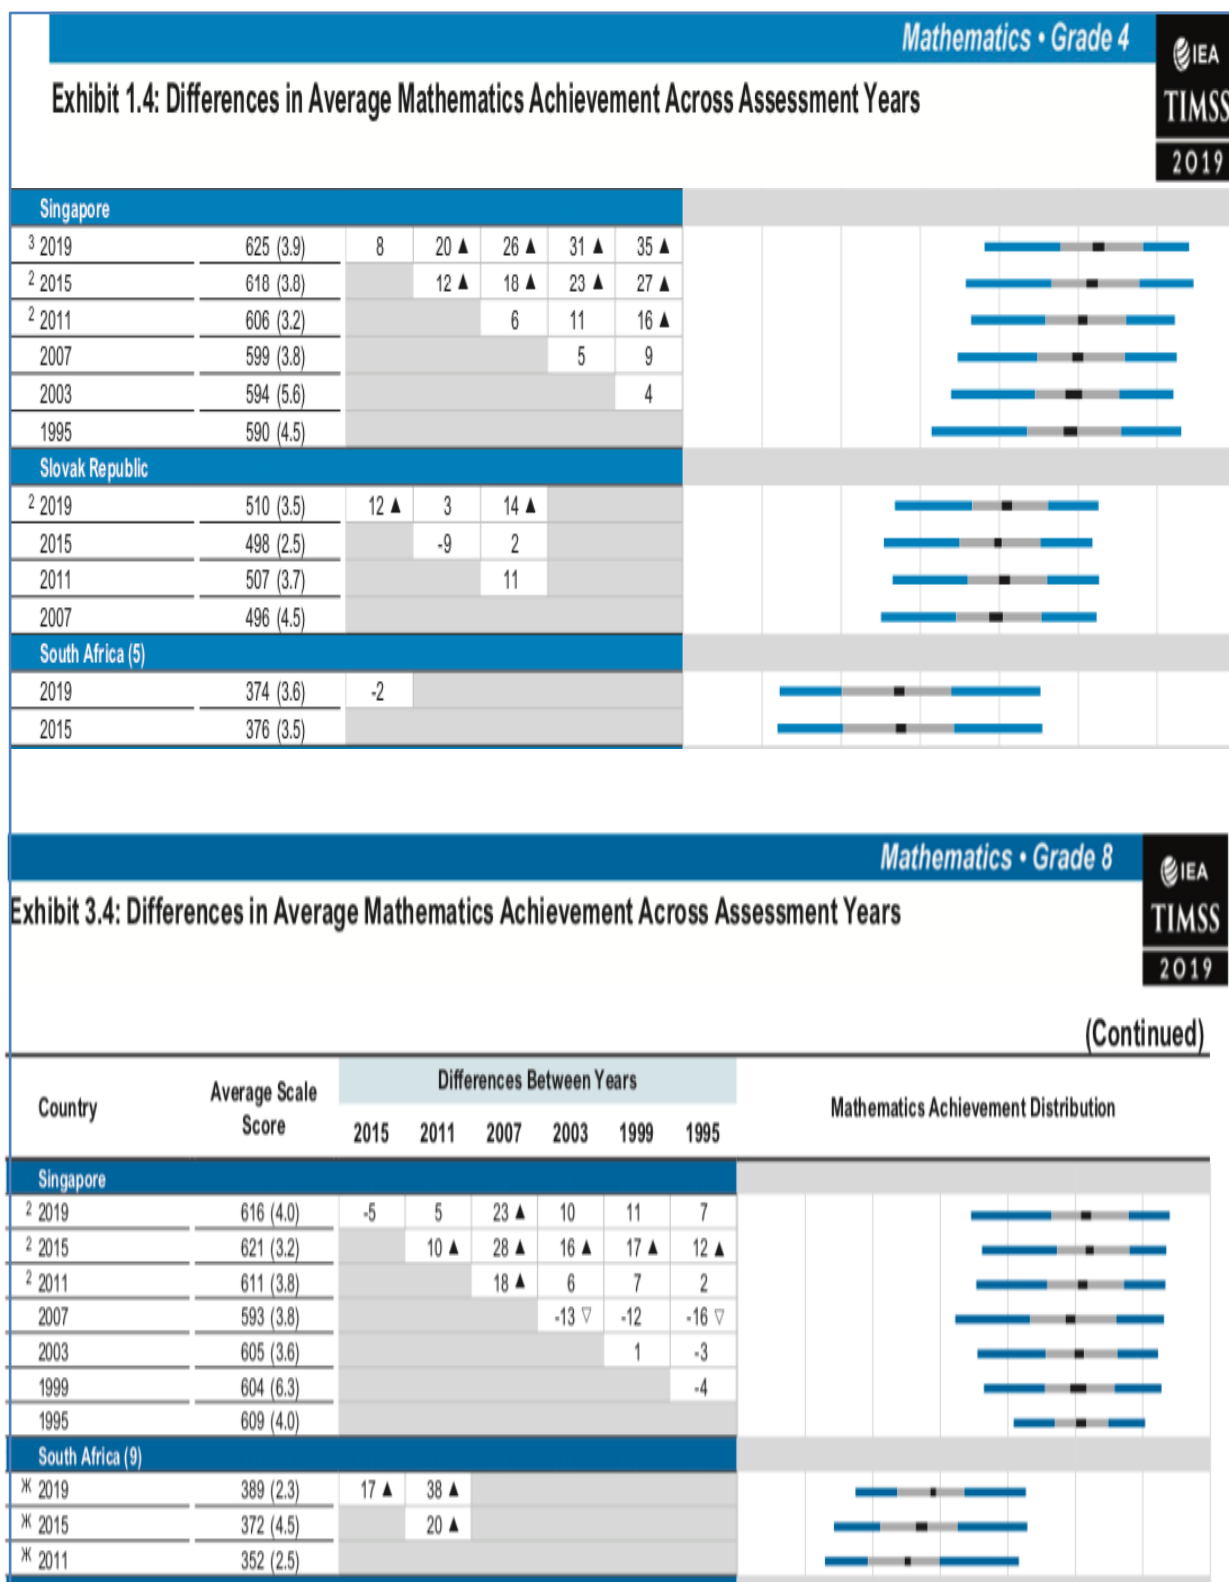 Mathematics • Grade 4
IEA
TIMSS
2019
Exhibit 1.4: Differences in Average Mathematics Achievement Across Assessment Years
Singapore
3 2019 625 (3.9) 8 20 ▲ 26 ▲ 31 ▲ 35 ▲
2 2015 618 (3.8) 12 ▲ 18 ▲ 23 ▲ 27 ▲
2 2011 606 (3.2) 6 11 16 ▲
2007 599 (3.8) 5 9
2003 594 (5.6) 4
1995 590 (4.5)
Slovak Republic
2 2019 510 (3.5) 12 ▲ 3 14 ▲
2015 498 (2.5) -9 2
2011 507 (3.7) 11
2007 496 (4.5)
South Africa (5)
2019 374 (3.6) -2
2015 376 (3.5)
Mathematics • Grade 8
IEA
TIMSS
2019
Exhibit 3.4: Differences in Average Mathematics Achievement Across Assessment Years
(Continued)
Country Average Scale Score Differences Between Years Mathematics Achievement Distribution
2015 2011 2007 2003 1999 1995
Singapore
2 2019 616 (4.0) -5 5 23 ▲ 10 11 7
2 2015 621 (3.2) 10 ▲ 28 ▲ 16 ▲ 17 ▲ 12 ▲
2 2011 611 (3.8) 18 ▲ 6 7 2
2007 593 (3.8) -13 ▽ -12 -16 ▽
2003 605 (3.6) 1 -3
1999 604 (6.3) -4
1995 609 (4.0)
South Africa (9)
Ж 2019 389 (2.3) 17 ▲ 38 ▲
Ж 2015 372 (4.5) 20 ▲
Ж 2011 352 (2.5)